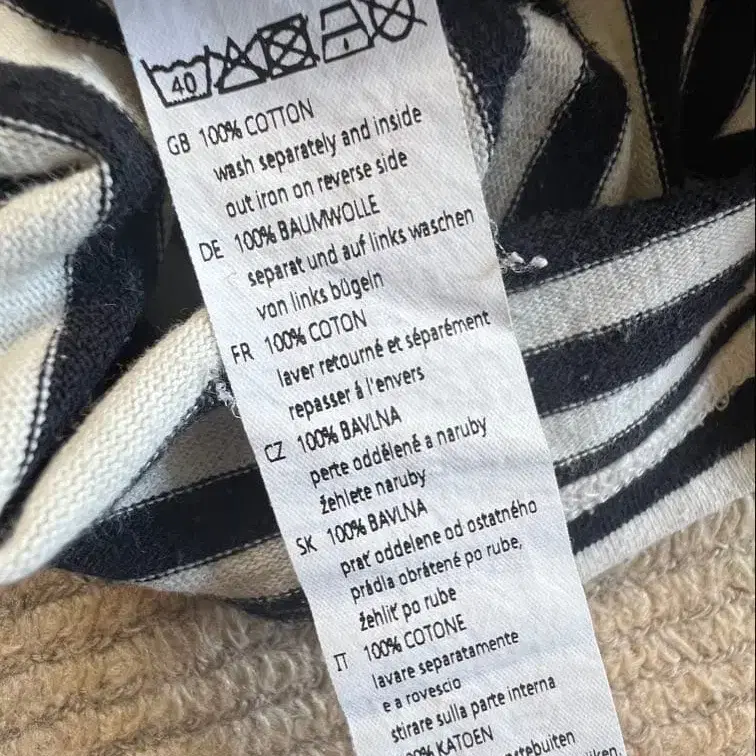 40
GB 100% COTTON
wash separately and inside
out iron on reverse side
DE 100% BAUMWOLLE
separat und auf links waschen
von links bügeln
FR 100% COTON
laver retourné et séparément
repasser à l'envers
CZ 100% BAVLNA
perte oddělené a naruby
žehlete naruby
SK 100% BAVLNA
prať oddelene od ostatného
prádla obrátené po rube,
žehliť po rube
IT 100% COTONE
lavare separatamente
e a rovescio
stirare sulla parte interna
KATOEN